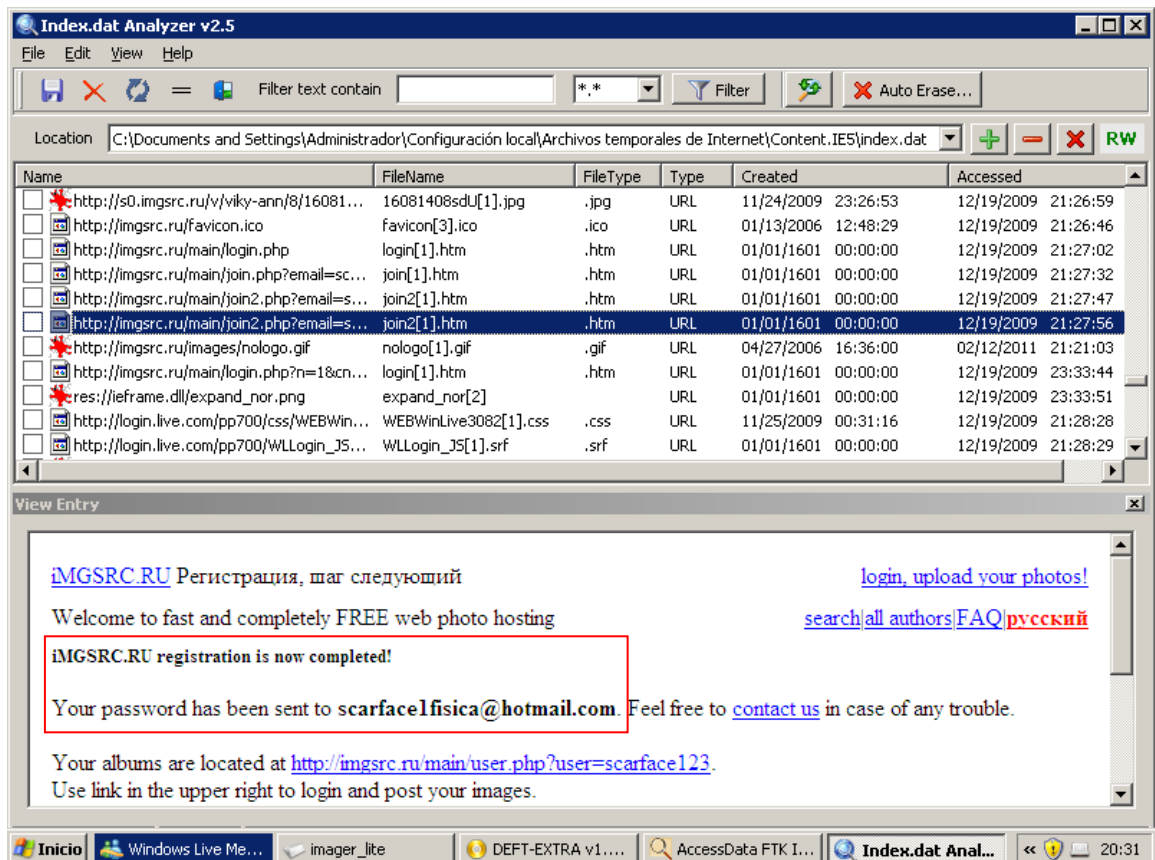 Index.dat Analyzer v2.5
File Edit View Help
Filter text contain *.* Filter Auto Erase...
Location C:\Documents and Settings\Administrador\Configuración local\Archivos temporales de Internet\Content.IE5\index.dat RW
Name FileName FileType Type Created Accessed
http://s0.imgsrc.ru/v/viky-ann/8/16081... 16081408sdU[1].jpg .jpg URL 11/24/2009 23:26:53 12/19/2009 21:26:59
http://imgsrc.ru/favicon.ico favicon[3].ico .ico URL 01/13/2006 12:48:29 12/19/2009 21:26:46
http://imgsrc.ru/main/login.php login[1].htm .htm URL 01/01/1601 00:00:00 12/19/2009 21:27:02
http://imgsrc.ru/main/join.php?email=sc... join[1].htm .htm URL 01/01/1601 00:00:00 12/19/2009 21:27:32
http://imgsrc.ru/main/join2.php?email=s... join2[1].htm .htm URL 01/01/1601 00:00:00 12/19/2009 21:27:47
http://imgsrc.ru/main/join2.php?email=s... join2[1].htm .htm URL 01/01/1601 00:00:00 12/19/2009 21:27:56
http://imgsrc.ru/images/nologo.gif nologo[1].gif .gif URL 04/27/2006 16:36:00 02/12/2011 21:21:03
http://imgsrc.ru/main/login.php?n=1&cn... login[1].htm .htm URL 01/01/1601 00:00:00 12/19/2009 23:33:44
res://ieframe.dll/expand_nor.png expand_nor[2] URL 01/01/1601 00:00:00 12/19/2009 23:33:51
http://login.live.com/pp700/css/WEBWin... WEBWinLive3082[1].css .css URL 11/25/2009 00:31:16 12/19/2009 21:28:28
http://login.live.com/pp700/WLLogin_JS... WLLogin_JS[1].srf .srf URL 01/01/1601 00:00:00 12/19/2009 21:28:29
View Entry
iMGSRC.RU Регистрация, шаг следующий login, upload your photos!
Welcome to fast and completely FREE web photo hosting search|all authors|FAQ|русский
iMGSRC.RU registration is now completed!
Your password has been sent to scarface1fisica@hotmail.com. Feel free to contact us in case of any trouble.
Your albums are located at http://imgsrc.ru/main/user.php?user=scarface123.
Use link in the upper right to login and post your images.
Inicio Windows Live Me... imager_lite DEFT-EXTRA v1.... AccessData FTK I... Index.dat Anal... « 20:31